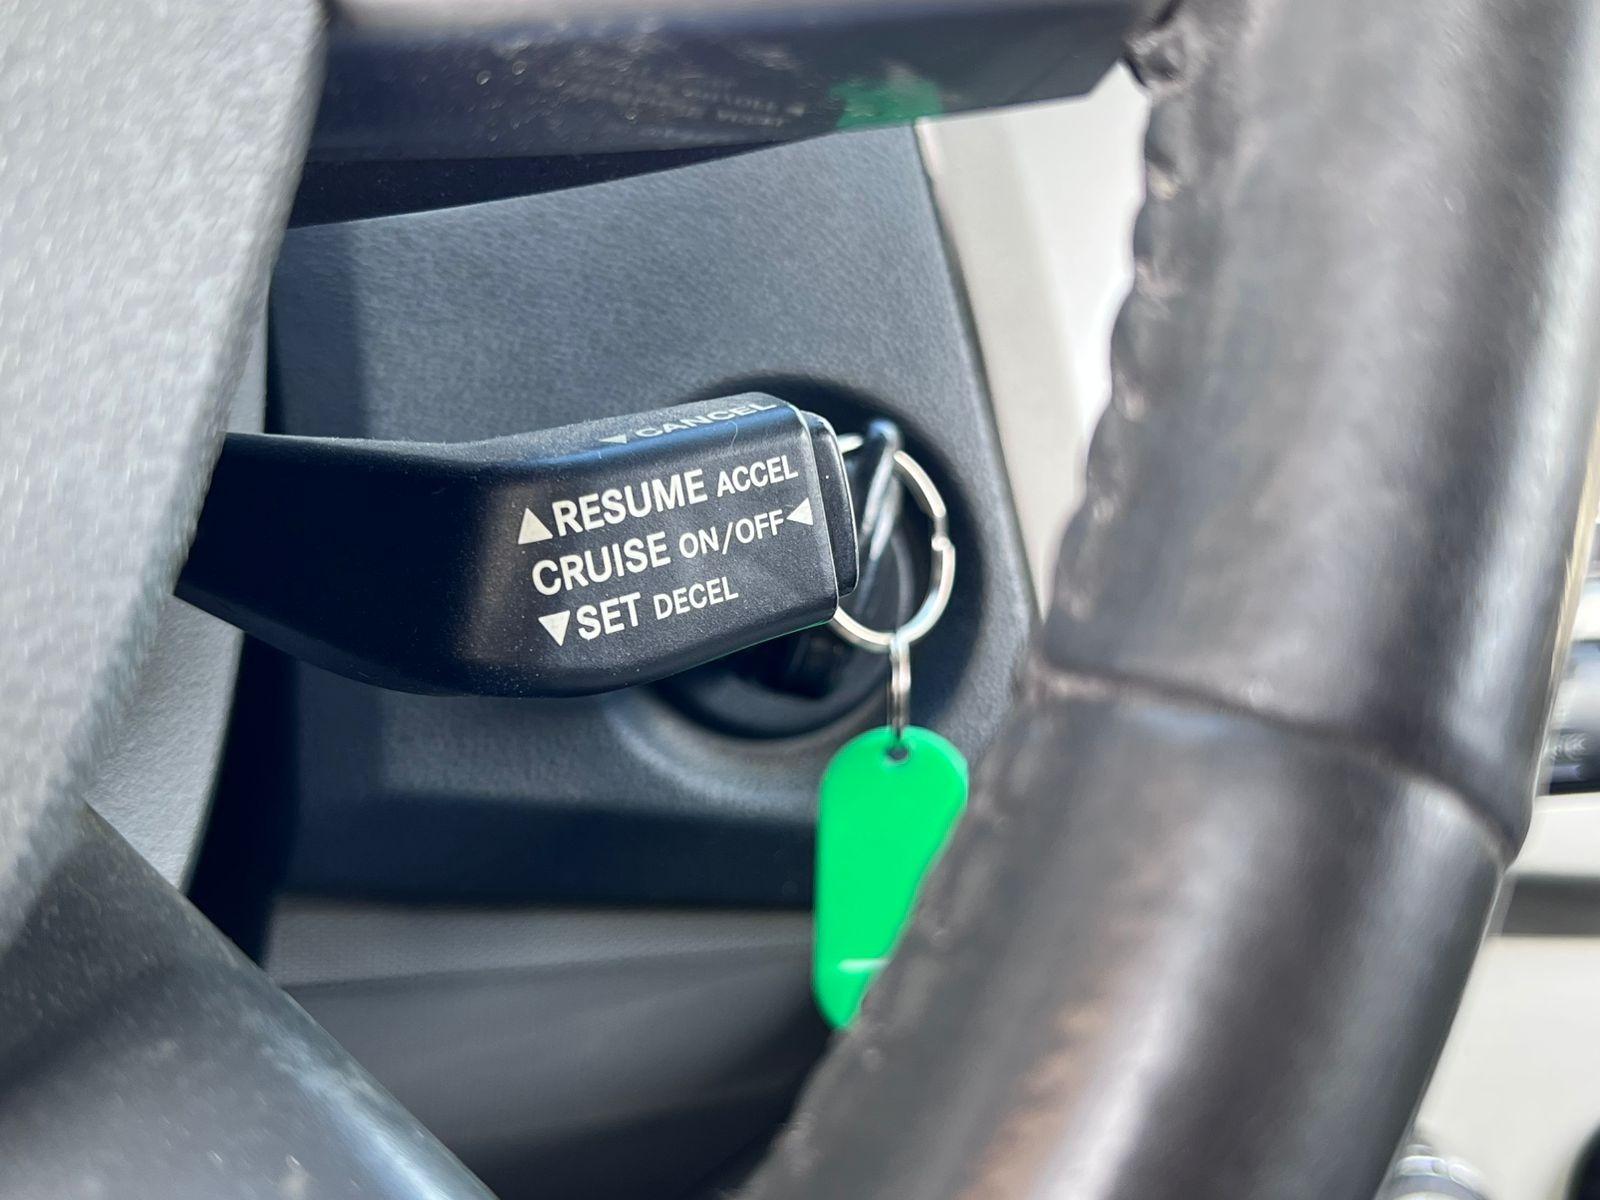 ▼CANCEL
▲RESUME ACCEL
CRUISE ON/OFF◀
▼SET DECEL